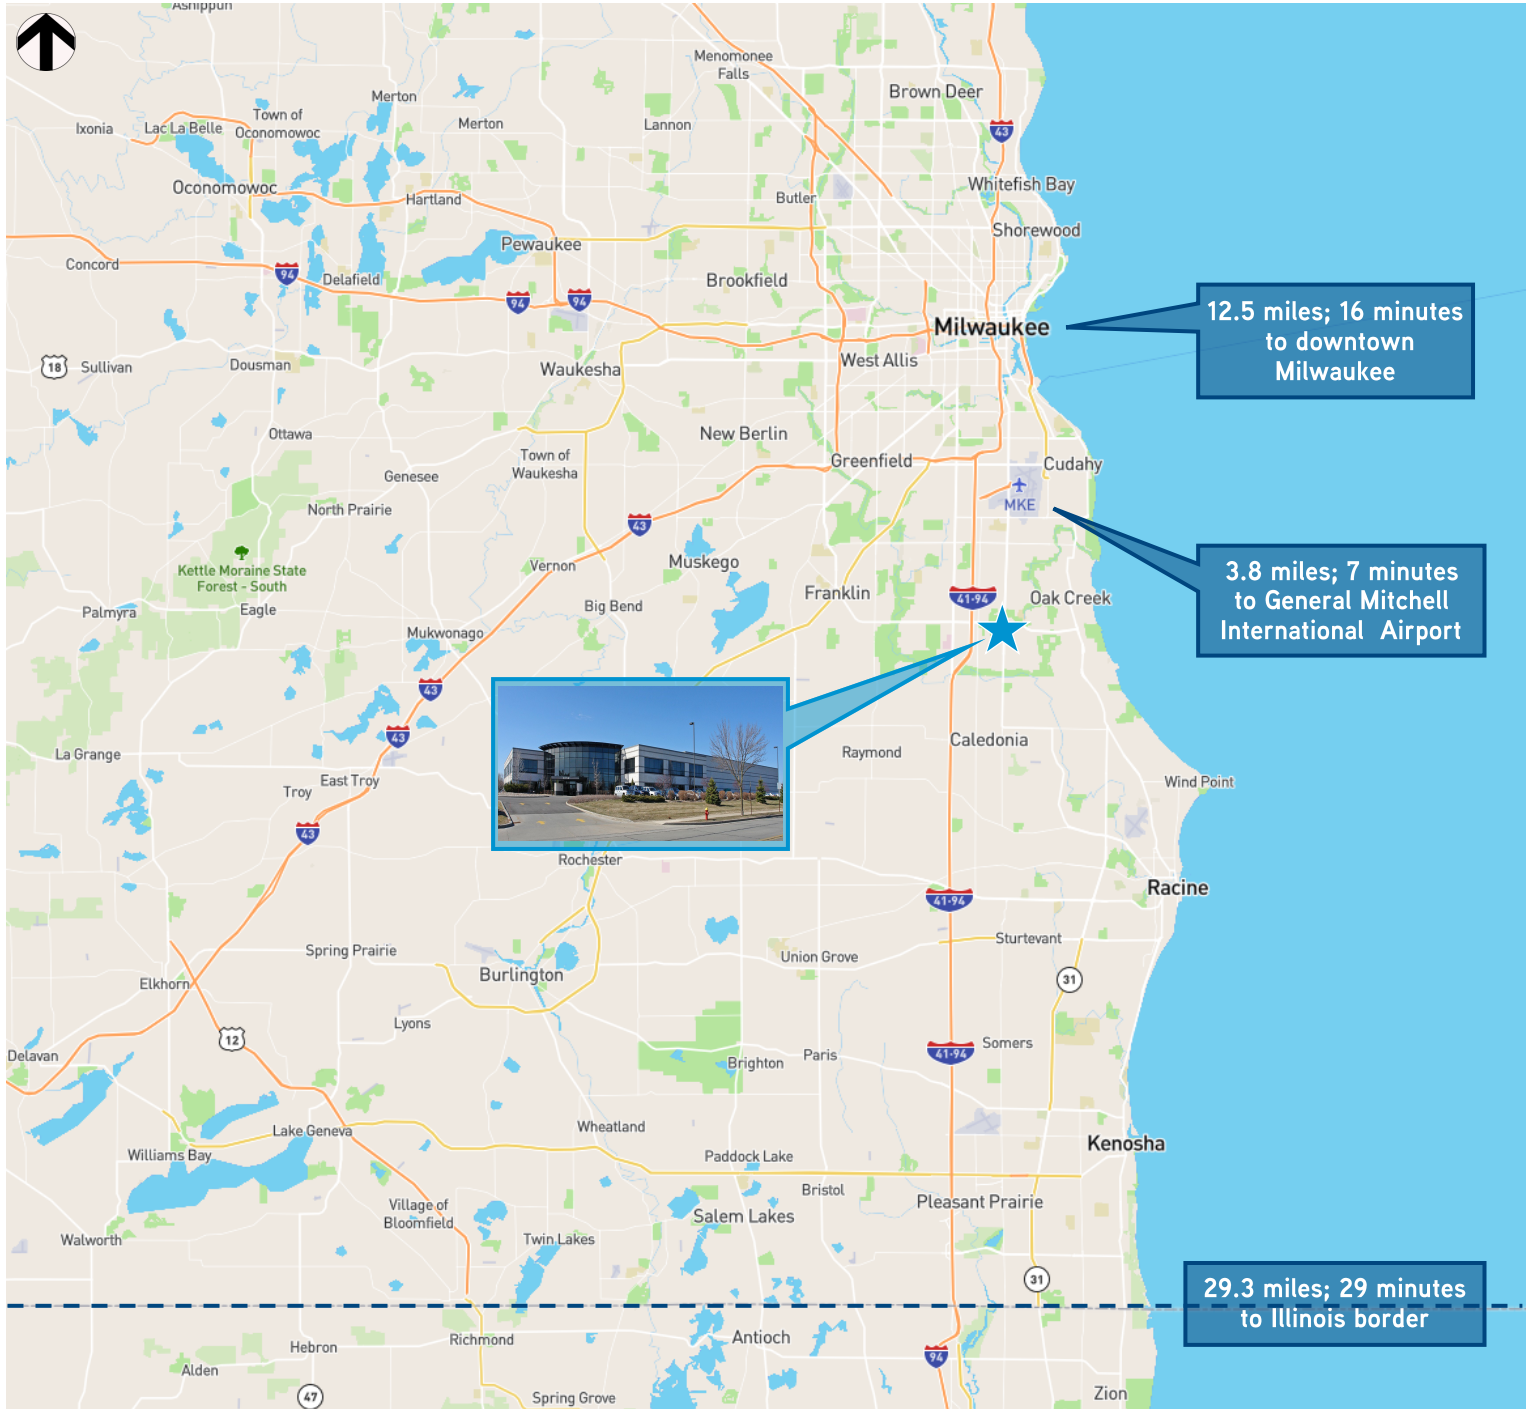 Ashippun
Menomonee
Falls
Brown Deer
Merton
Town of
Oconomowoc
Merton
Lannon
Ixonia
Lac La Belle
43
Whitefish Bay
Oconomowoc
Hartland
Butler
Shorewood
Pewaukee
Concord
94
Delafield
94
94
Brookfield
Milwaukee
12.5 miles; 16 minutes
to downtown
Milwaukee
18
Sullivan
Dousman
Waukesha
West Allis
Ottawa
New Berlin
Genesee
Town of
Waukesha
Greenfield
Cudahy
MKE
North Prairie
43
Kettle Moraine State
Forest - South
Vernon
Muskego
3.8 miles; 7 minutes
to General Mitchell
International Airport
Palmyra
Eagle
Big Bend
Franklin
41-94
Oak Creek
Mukwonago
43
43
La Grange
East Troy
Troy
43
Raymond
Caledonia
Wind Point
Rochester
41-94
Racine
Spring Prairie
Sturtevant
Union Grove
Elkhorn
Burlington
31
Lyons
12
Delavan
Brighton
Paris
41-94
Somers
Lake Geneva
Wheatland
Williams Bay
Paddock Lake
Kenosha
Bristol
Village of
Bloomfield
Salem Lakes
Pleasant Prairie
Walworth
Twin Lakes
31
29.3 miles; 29 minutes
to Illinois border
Hebron
Richmond
Antioch
94
Alden
47
Spring Grove
Zion